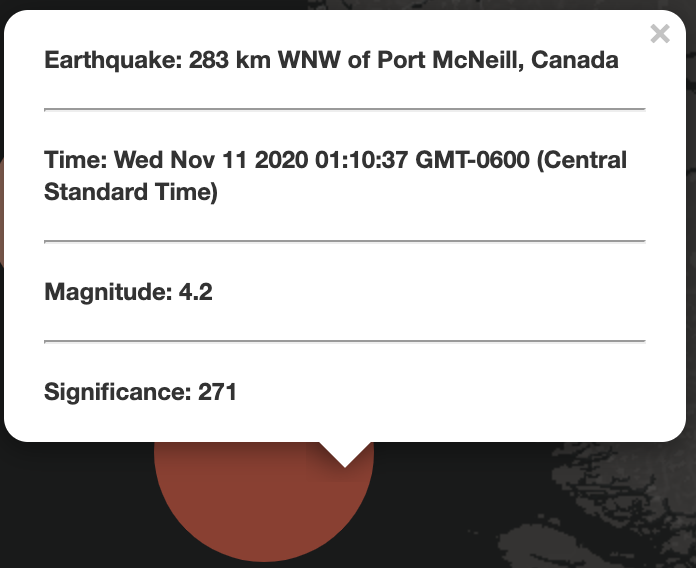 Earthquake: 283 km WNW of Port McNeill, Canada
Time: Wed Nov 11 2020 01:10:37 GMT-0600 (Central
Standard Time)
Magnitude: 4.2
Significance: 271